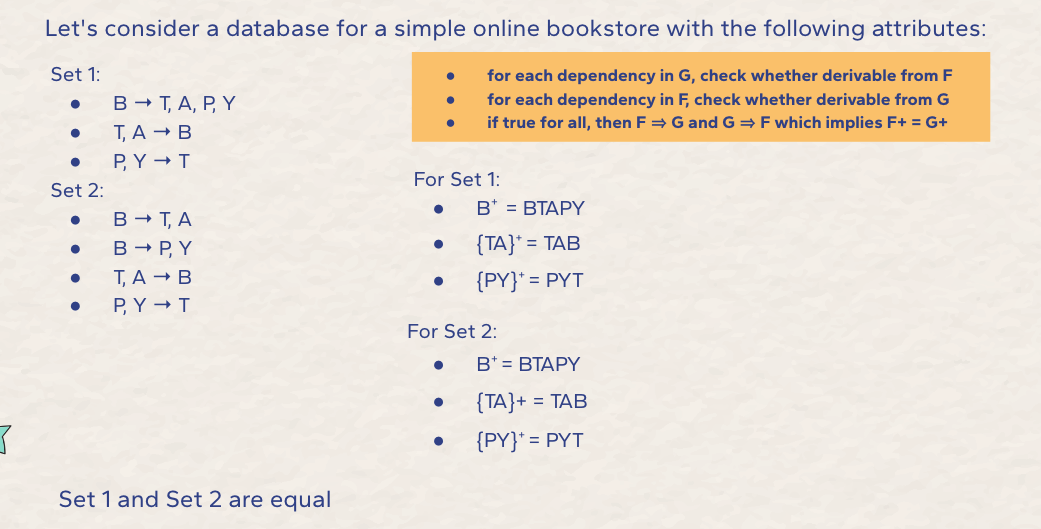 Let's consider a database for a simple online bookstore with the following attributes:
Set 1:
● B → T, A, P, Y
● T, A → B
● P, Y → T
Set 2:
● B → T, A
● B → P, Y
● T, A → B
● P, Y → T
● for each dependency in G, check whether derivable from F
● for each dependency in F, check whether derivable from G
● if true for all, then F ⇒ G and G ⇒ F which implies F+ = G+
For Set 1:
● B⁺ = BTAPY
● {TA}⁺ = TAB
● {PY}⁺ = PYT
For Set 2:
● B⁺ = BTAPY
● {TA}+ = TAB
● {PY}⁺ = PYT
Set 1 and Set 2 are equal